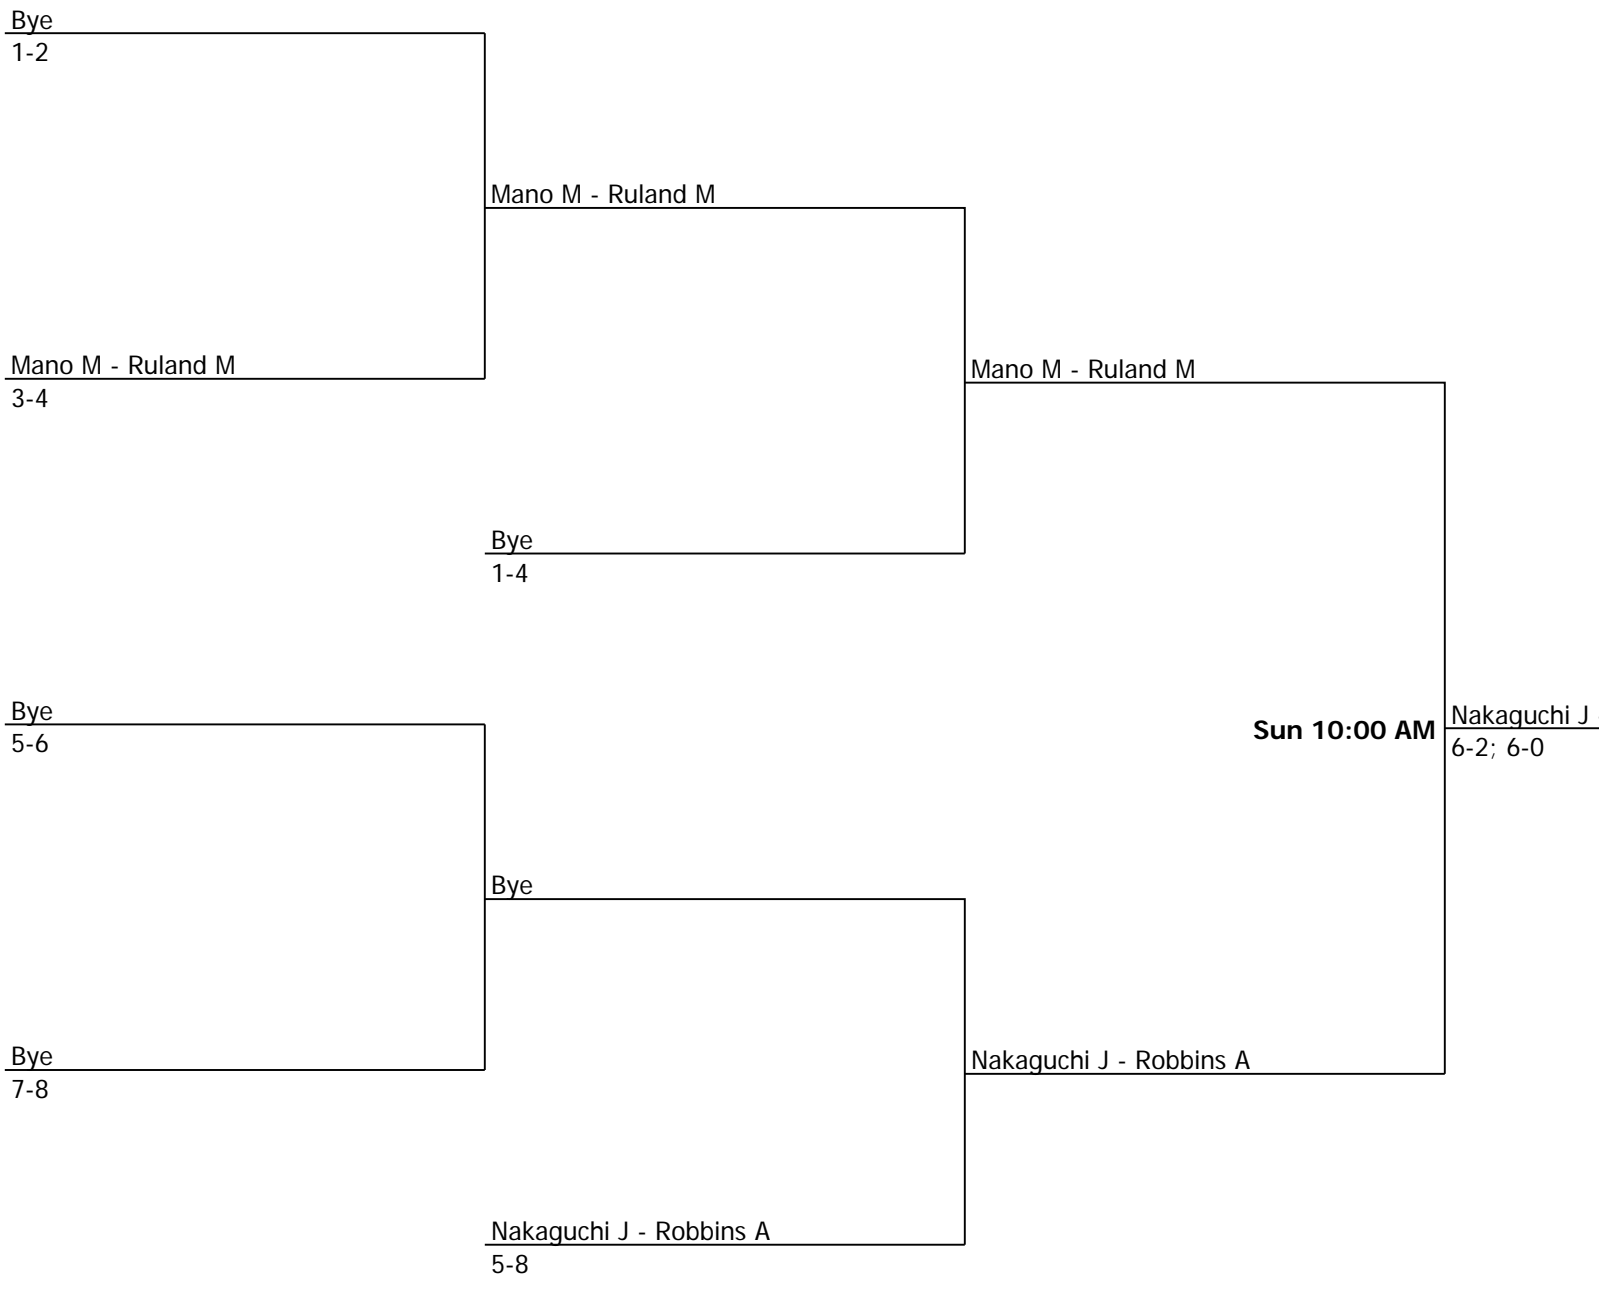 Bye
1-2
Mano M - Ruland M
Mano M - Ruland M
3-4
Mano M - Ruland M
Bye
1-4
Bye
5-6
Sun 10:00 AM
Nakaguchi J
6-2; 6-0
Bye
Bye
7-8
Nakaguchi J - Robbins A
Nakaguchi J - Robbins A
5-8